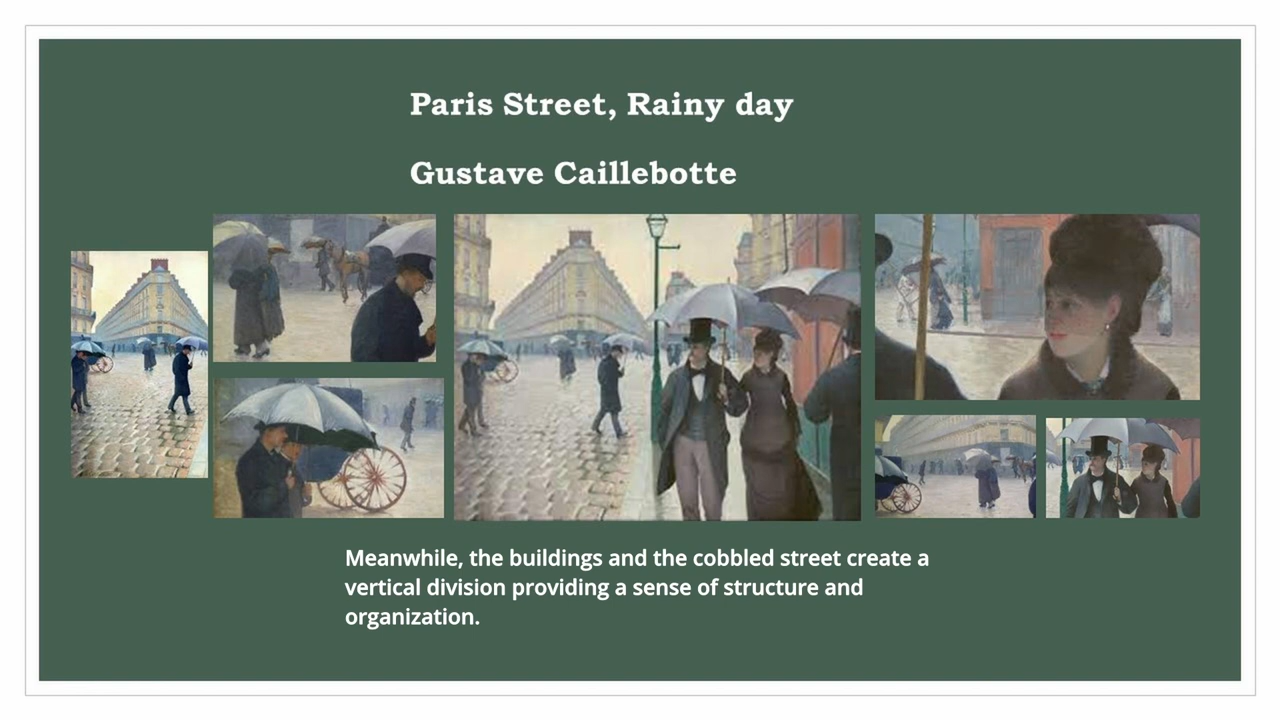 Paris Street, Rainy day
Gustave Caillebotte
Meanwhile, the buildings and the cobbled street create a
vertical division providing a sense of structure and
organization.